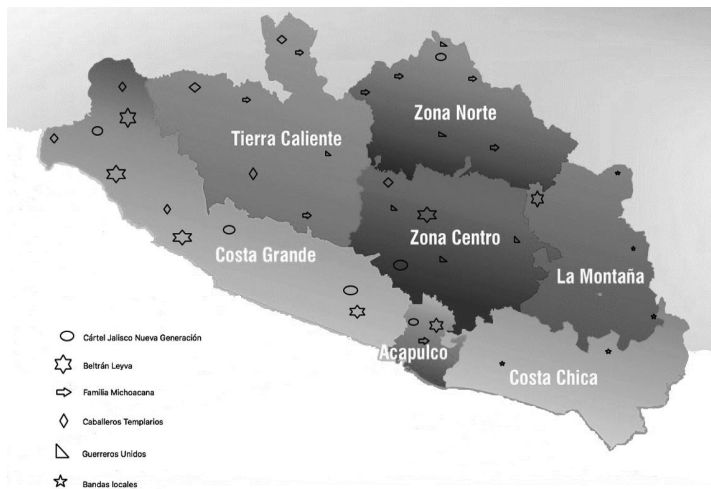 Zona Norte
Tierra Caliente
Zona Centro
Costa Grande
La Montaña
Acapulco
Costa Chica
Cártel Jalisco Nueva Generación
Beltrán Leyva
Familia Michoacana
Caballeros Templarios
Guerreros Unidos
Bandas locales